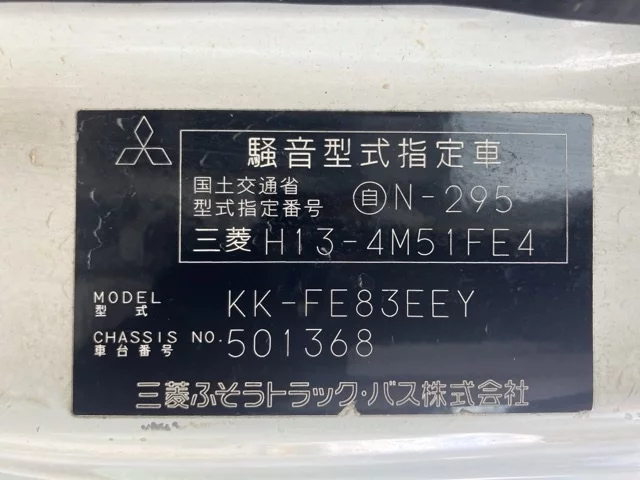 騒音型式指定車
国土交通省
型式指定番号 自N-295
三菱 H13-4M51FE4
MODEL
型式 KK-FE83EEY
CHASSIS NO.
車台番号 501368
三菱ふそうトラック・バス株式会社